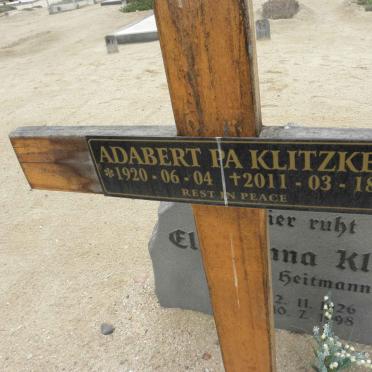 ADABERT PA KLITZKE
*1920 - 06 - 04 †2011 - 03 - 18
REST IN PEACE
ier ruht
El
nna Kl
Heitmann
2. 11. 1926
10. 7. 1998